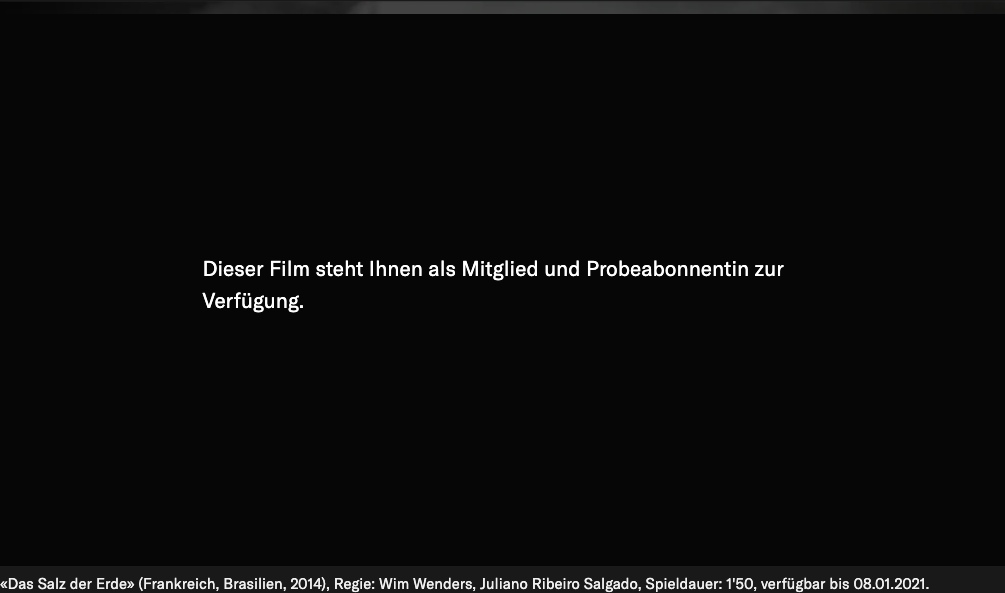 Dieser Film steht Ihnen als Mitglied und Probeabonnentin zur
Verfügung.
«Das Salz der Erde» (Frankreich, Brasilien, 2014), Regie: Wim Wenders, Juliano Ribeiro Salgado, Spieldauer: 1'50, verfügbar bis 08.01.2021.